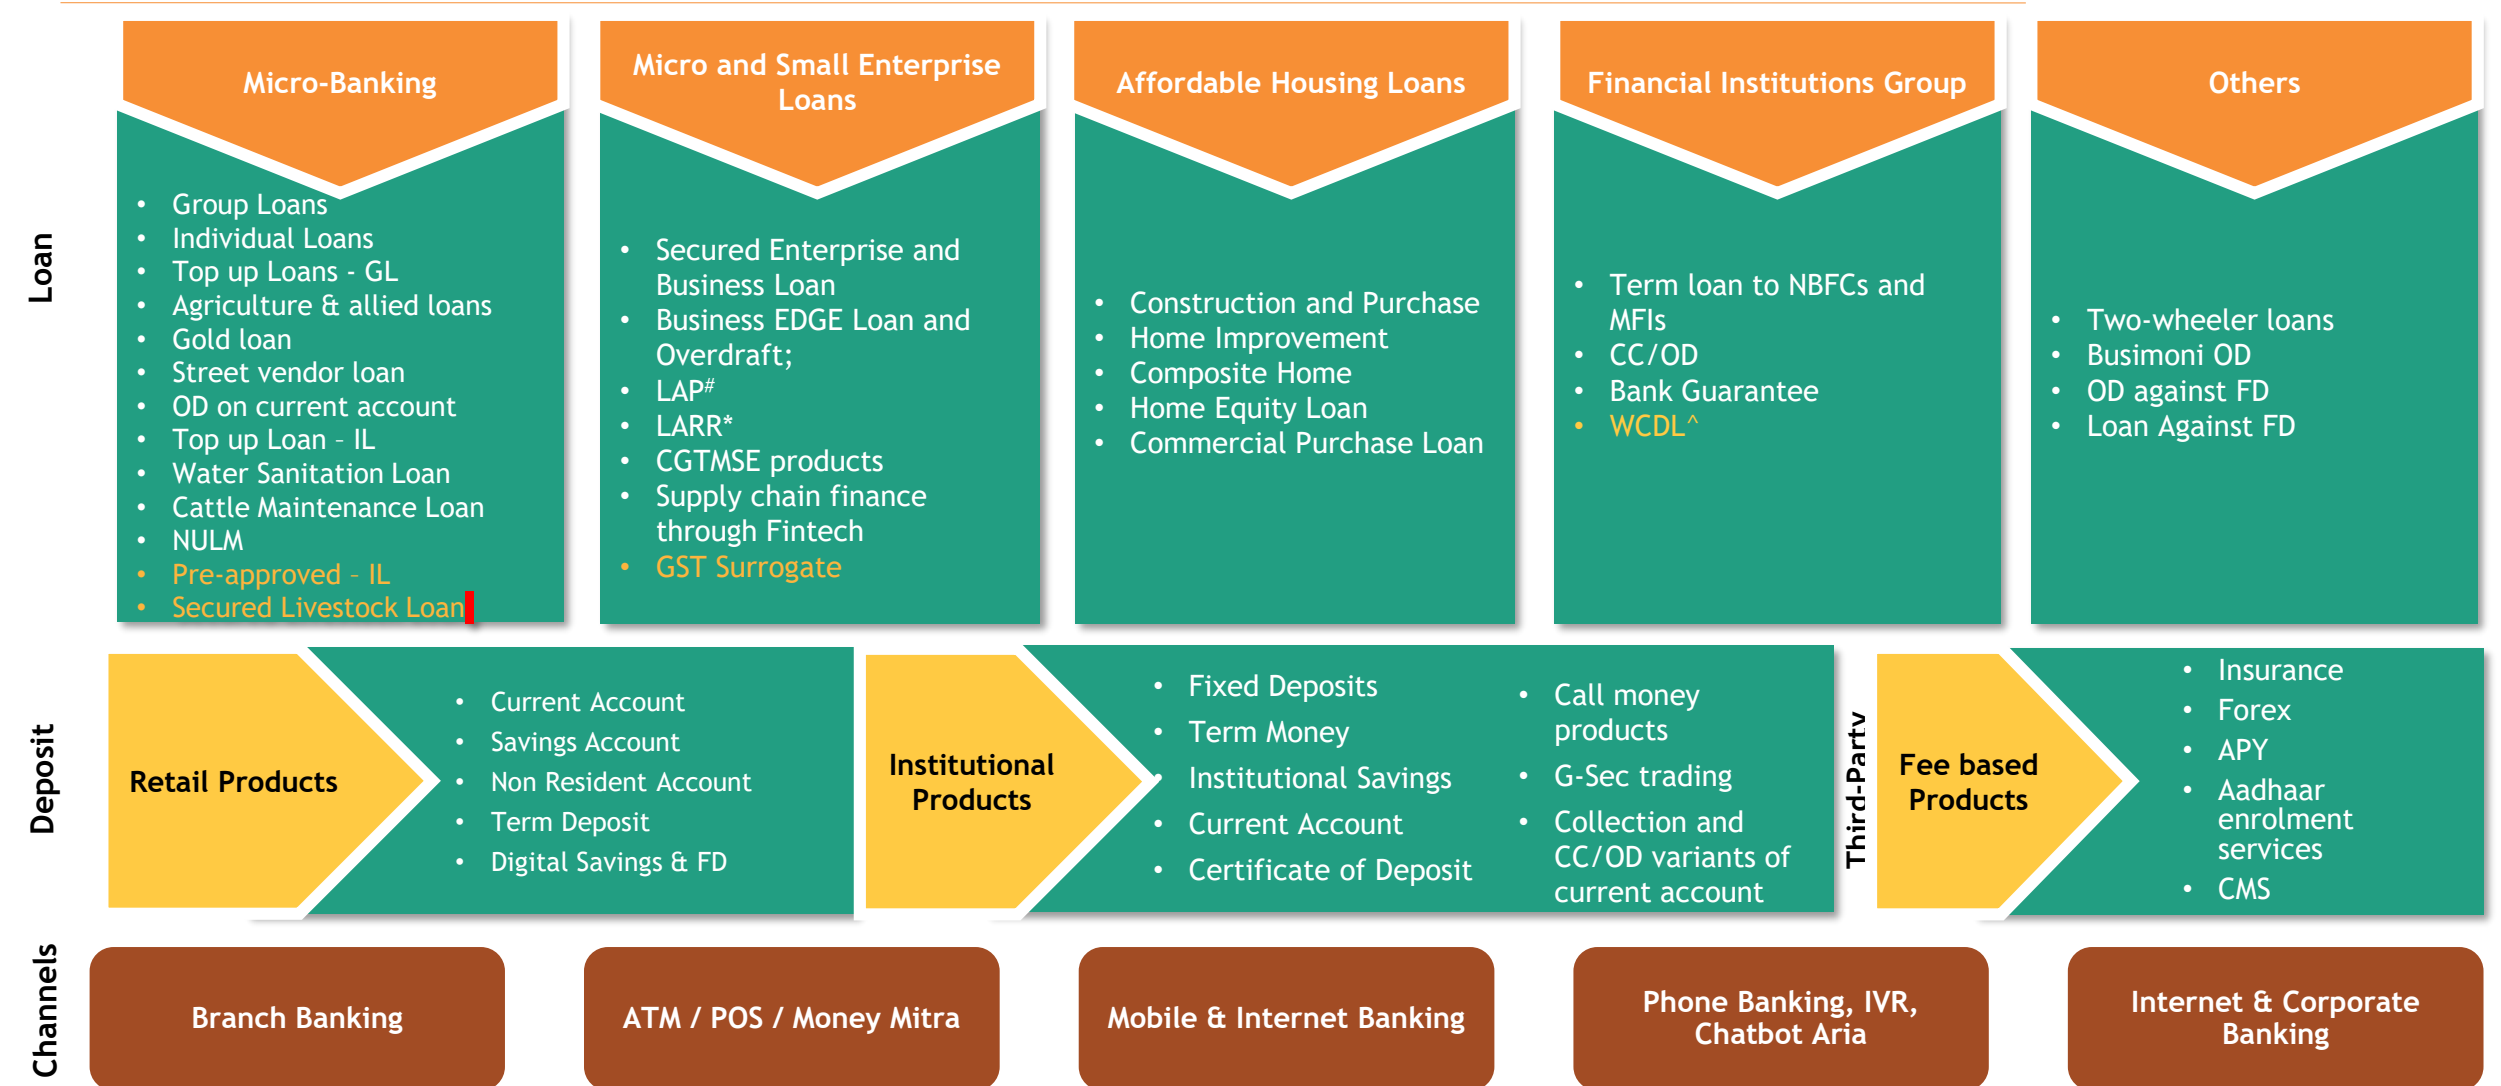 Loan
Micro-Banking
• Group Loans
• Individual Loans
• Top up Loans - GL
• Agriculture & allied loans
• Gold loan
• Street vendor loan
• OD on current account
• Top up Loan – IL
• Water Sanitation Loan
• Cattle Maintenance Loan
• NULM
• Pre-approved – IL
• Secured Livestock Loan
Micro and Small Enterprise
Loans
• Secured Enterprise and
Business Loan
• Business EDGE Loan and
Overdraft;
• LAP#
• LARR*
• CGTMSE products
• Supply chain finance
through Fintech
• GST Surrogate
Affordable Housing Loans
• Construction and Purchase
• Home Improvement
• Composite Home
• Home Equity Loan
• Commercial Purchase Loan
Financial Institutions Group
• Term loan to NBFCs and
MFIs
• CC/OD
• Bank Guarantee
• WCDL^
Others
• Two-wheeler loans
• Busimoni OD
• OD against FD
• Loan Against FD
Deposit
Retail Products
• Current Account
• Savings Account
• Non Resident Account
• Term Deposit
• Digital Savings & FD
Institutional
Products
• Fixed Deposits
• Term Money
• Institutional Savings
• Current Account
• Certificate of Deposit
• Call money
products
• G-Sec trading
• Collection and
CC/OD variants of
current account
Third-Party
Fee based
Products
• Insurance
• Forex
• APY
• Aadhaar
enrolment
services
• CMS
Channels
Branch Banking
ATM / POS / Money Mitra
Mobile & Internet Banking
Phone Banking, IVR,
Chatbot Aria
Internet & Corporate
Banking